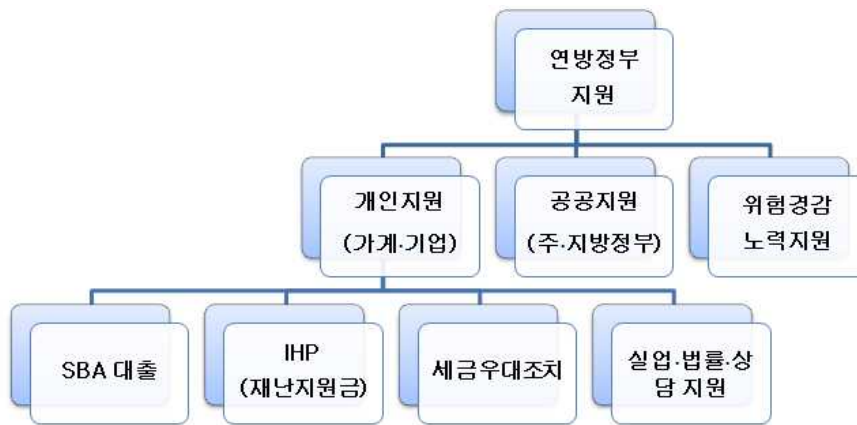 연방정부
지원
개인지원
(가계·기업)
공공지원
(주·지방정부)
위험경감
노력지원
SBA 대출
IHP
(재난지원금)
세금우대조치
실업·법률·상
담 지원